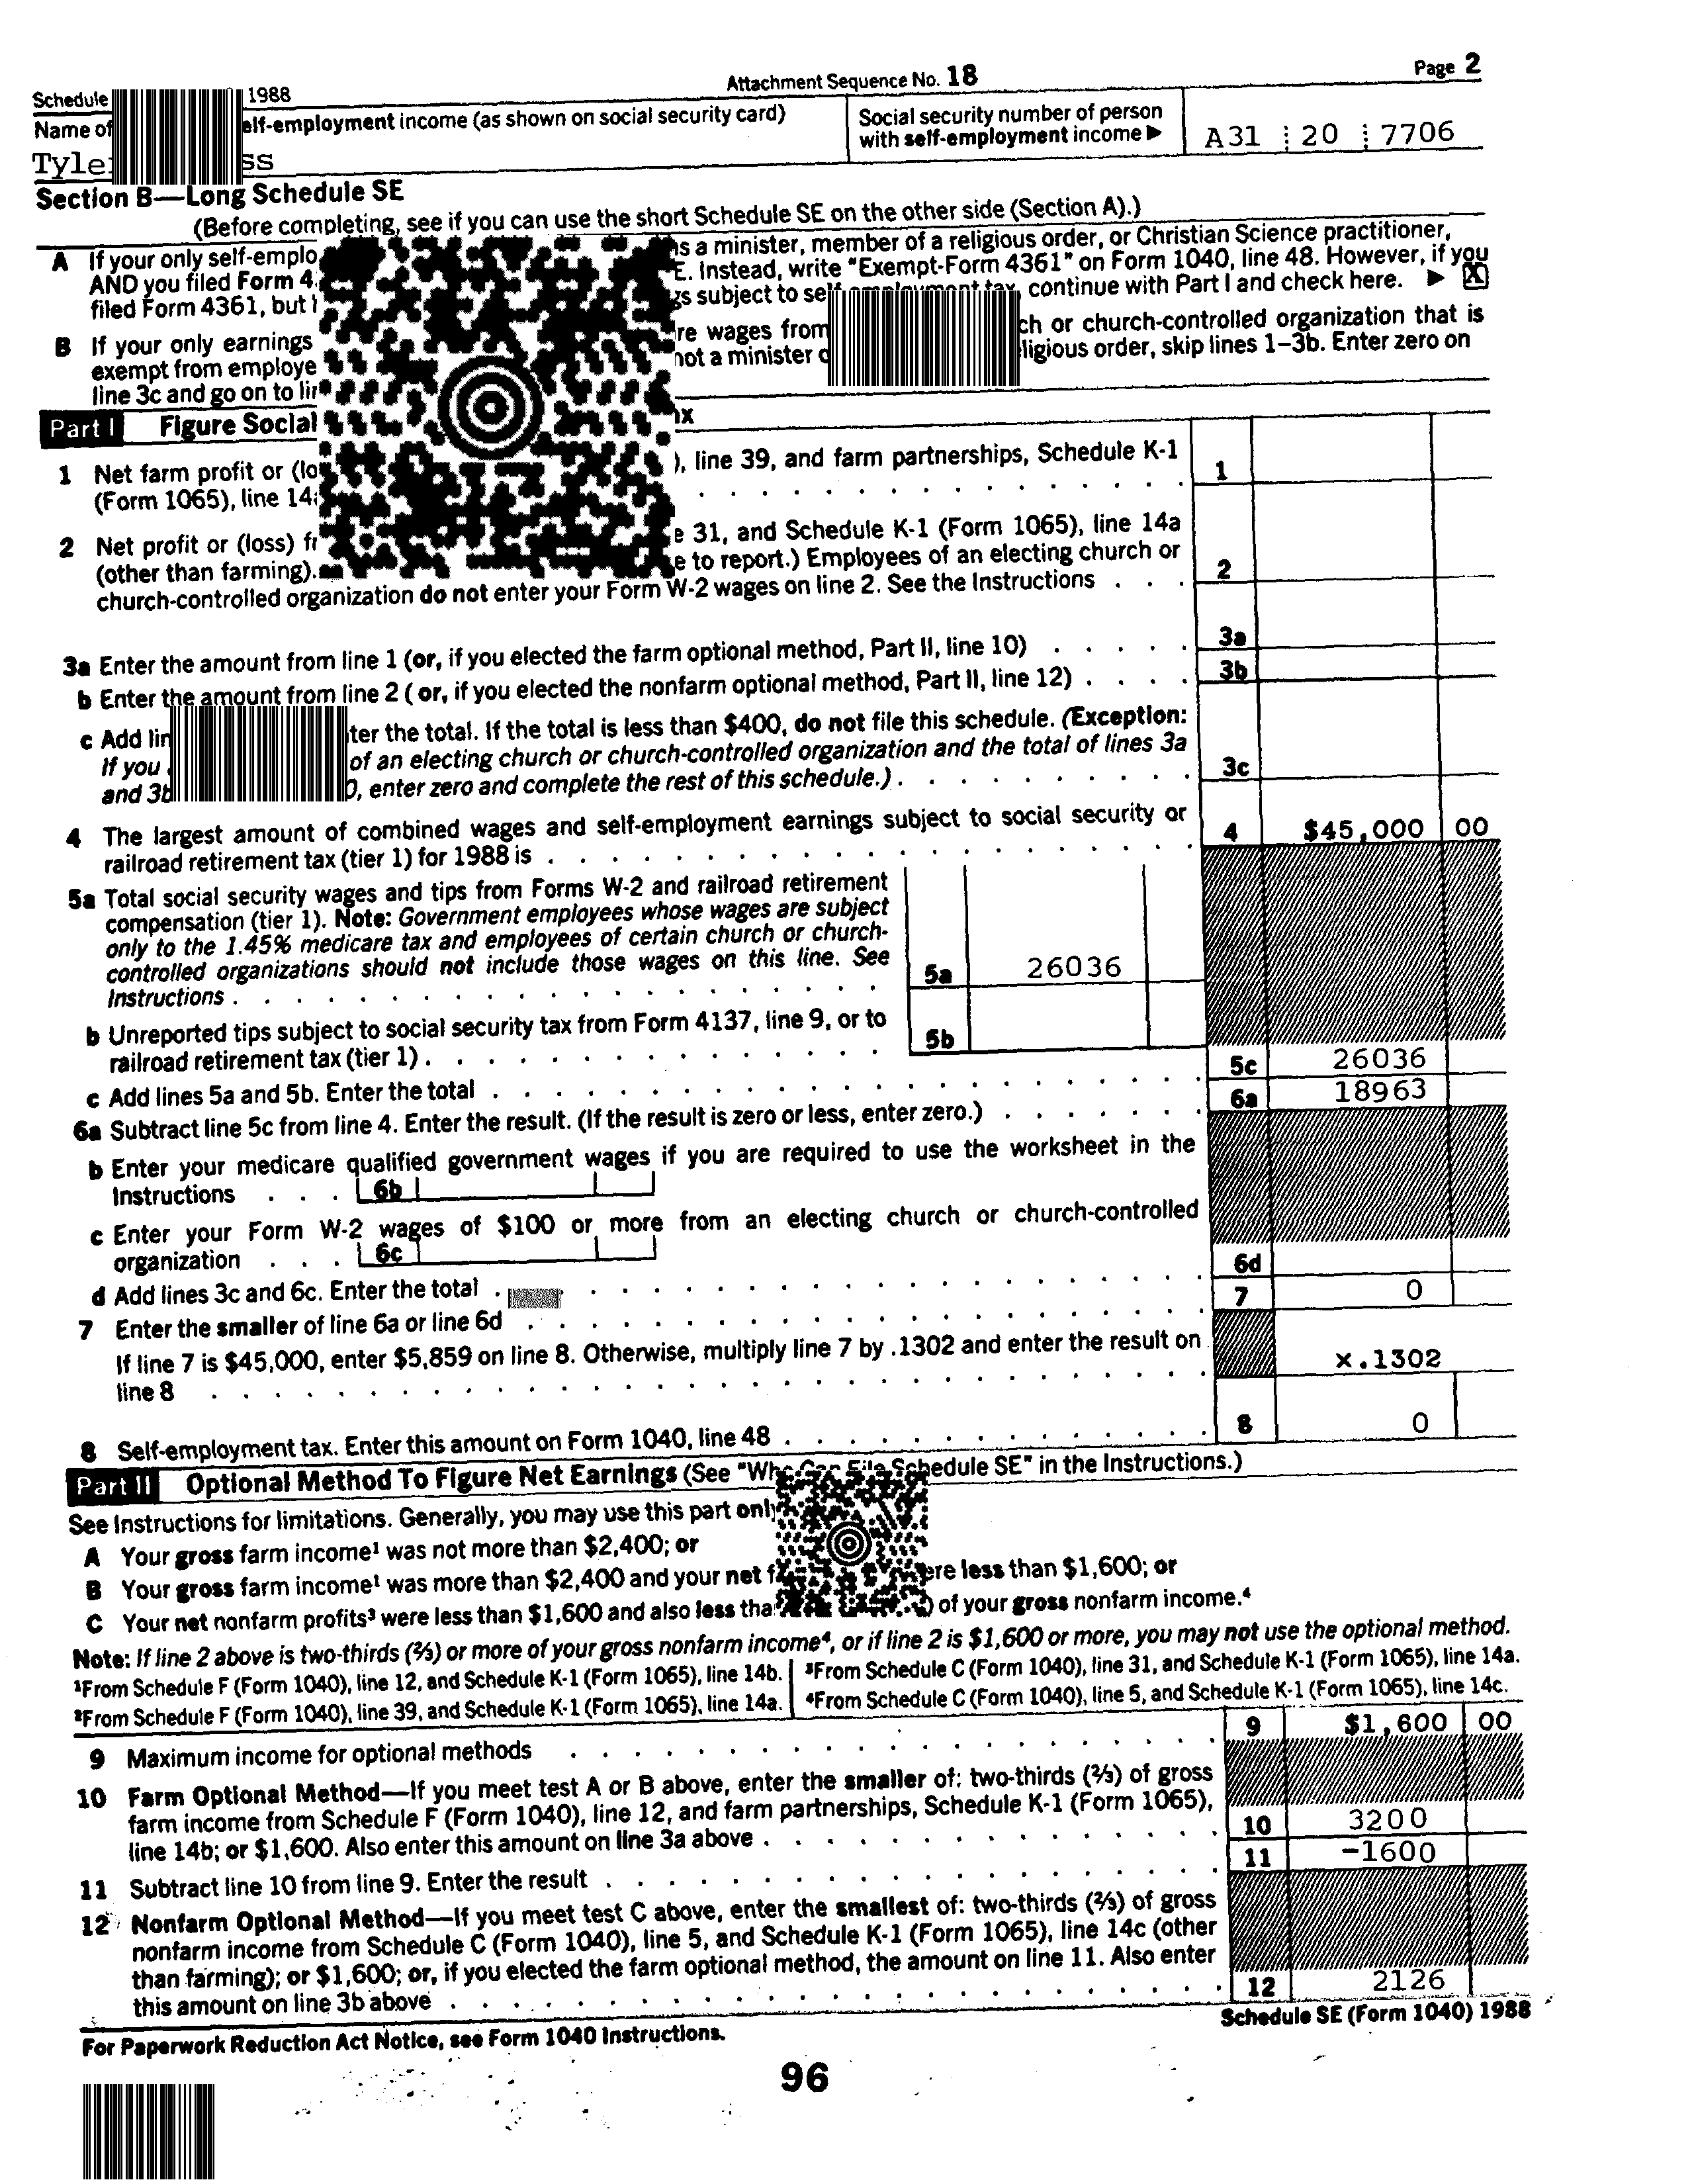 Attachment Sequence No. 18 Page 2
Schedule 1988
Name of elf-employment income (as shown on social security card)
Social security number of person
with self-employment income ▶ A31 20 7706
Tyle ss
Section B—Long Schedule SE
(Before completing, see if you can use the short Schedule SE on the other side (Section A).)
A If your only self-emplo s a minister, member of a religious order, or Christian Science practitioner,
AND you filed Form 4 E. Instead, write "Exempt-Form 4361" on Form 1040, line 48. However, if you
filed Form 4361, but gs subject to self-employment tax, continue with Part I and check here. ▶ X
B If your only earnings re wages from ch or church-controlled organization that is
exempt from employe not a minister ligious order, skip lines 1–3b. Enter zero on
line 3c and go on to
Part I Figure Social
1 Net farm profit or (lo ), line 39, and farm partnerships, Schedule K-1
(Form 1065), line 14 1
2 Net profit or (loss) e 31, and Schedule K-1 (Form 1065), line 14a
(other than farming). e to report.) Employees of an electing church or
church-controlled organization do not enter your Form W-2 wages on line 2. See the Instructions 2
3a Enter the amount from line 1 (or, if you elected the farm optional method, Part II, line 10) 3a
b Enter the amount from line 2 ( or, if you elected the nonfarm optional method, Part II, line 12) 3b
c Add ter the total. If the total is less than $400, do not file this schedule. (Exception:
If you of an electing church or church-controlled organization and the total of lines 3a
and 3b 0, enter zero and complete the rest of this schedule.) 3c
4 The largest amount of combined wages and self-employment earnings subject to social security or
railroad retirement tax (tier 1) for 1988 is 4 $45,000 00
5a Total social security wages and tips from Forms W-2 and railroad retirement
compensation (tier 1). Note: Government employees whose wages are subject
only to the 1.45% medicare tax and employees of certain church or church-
controlled organizations should not include those wages on this line. See
Instructions 5a 26036
b Unreported tips subject to social security tax from Form 4137, line 9, or to
railroad retirement tax (tier 1) 5b
c Add lines 5a and 5b. Enter the total 5c 26036
6a Subtract line 5c from line 4. Enter the result. (If the result is zero or less, enter zero.) 6a 18963
b Enter your medicare qualified government wages if you are required to use the worksheet in the
Instructions 6b
c Enter your Form W-2 wages of $100 or more from an electing church or church-controlled
organization 6c
d Add lines 3c and 6c. Enter the total 6d
7 Enter the smaller of line 6a or line 6d 7 0
If line 7 is $45,000, enter $5,859 on line 8. Otherwise, multiply line 7 by .1302 and enter the result on
line 8 x.1302
8 Self-employment tax. Enter this amount on Form 1040, line 48 8 0
Part II Optional Method To Figure Net Earnings (See "Who Can File Schedule SE" in the Instructions.)
See Instructions for limitations. Generally, you may use this part only
A Your gross farm income¹ was not more than $2,400; or
B Your gross farm income¹ was more than $2,400 and your net ere less than $1,600; or
C Your net nonfarm profits³ were less than $1,600 and also less tha ) of your gross nonfarm income.⁴
Note: If line 2 above is two-thirds (⅔) or more of your gross nonfarm income⁴, or if line 2 is $1,600 or more, you may not use the optional method.
¹From Schedule F (Form 1040), line 12, and Schedule K-1 (Form 1065), line 14b. ³From Schedule C (Form 1040), line 31, and Schedule K-1 (Form 1065), line 14a.
²From Schedule F (Form 1040), line 39, and Schedule K-1 (Form 1065), line 14a. ⁴From Schedule C (Form 1040), line 5, and Schedule K-1 (Form 1065), line 14c.
9 Maximum income for optional methods 9 $1,600 00
10 Farm Optional Method—If you meet test A or B above, enter the smaller of: two-thirds (⅔) of gross
farm income from Schedule F (Form 1040), line 12, and farm partnerships, Schedule K-1 (Form 1065),
line 14b; or $1,600. Also enter this amount on line 3a above 10 3200
11 Subtract line 10 from line 9. Enter the result 11 -1600
12 Nonfarm Optional Method—If you meet test C above, enter the smallest of: two-thirds (⅔) of gross
nonfarm income from Schedule C (Form 1040), line 5, and Schedule K-1 (Form 1065), line 14c (other
than farming); or $1,600; or, if you elected the farm optional method, the amount on line 11. Also enter
this amount on line 3b above 12 2126
For Paperwork Reduction Act Notice, see Form 1040 Instructions. Schedule SE (Form 1040) 1988
96